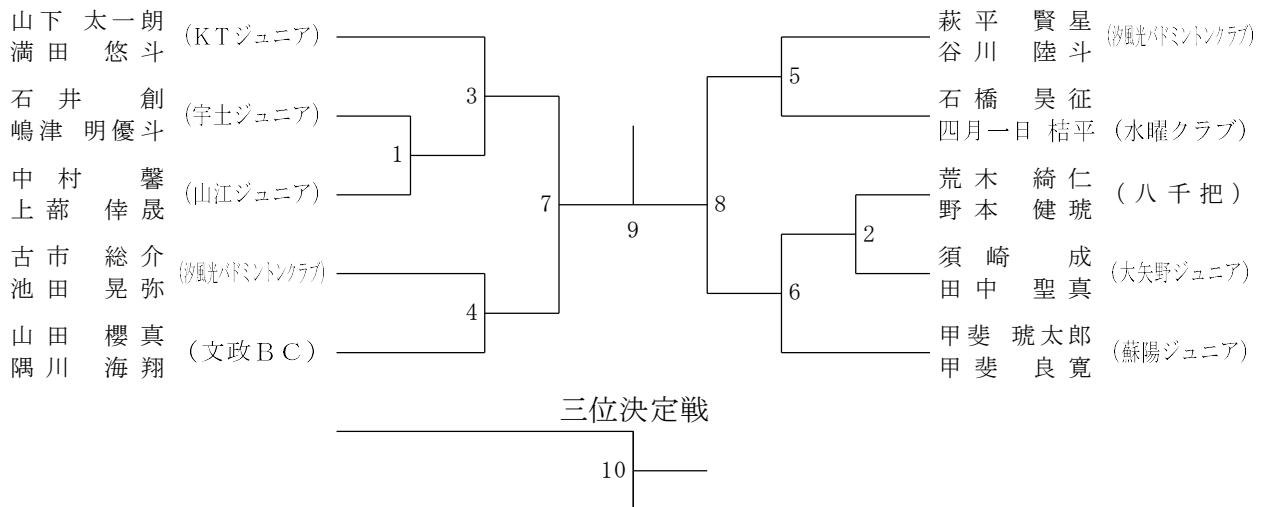 山下 太一朗 (KTジュニア)
満田 悠斗
石井 創 (宇土ジュニア)
嶋津 明優斗
中村 馨 (山江ジュニア)
上蔀 倖晟
古市 総介 (汐風光バドミントンクラブ)
池田 晃弥
山田 櫻真 (文政BC)
隅川 海翔
3
1
7
4
9
5
8
2
6
萩平 賢星 (汐風光バドミントンクラブ)
谷川 陸斗
石橋 昊征
四月一日 桔平 (水曜クラブ)
荒木 綺仁 (八千把)
野本 健琥
須崎 成 (大矢野ジュニア)
田中 聖真
甲斐 琥太郎 (蘇陽ジュニア)
甲斐 良寛
三位決定戦
10